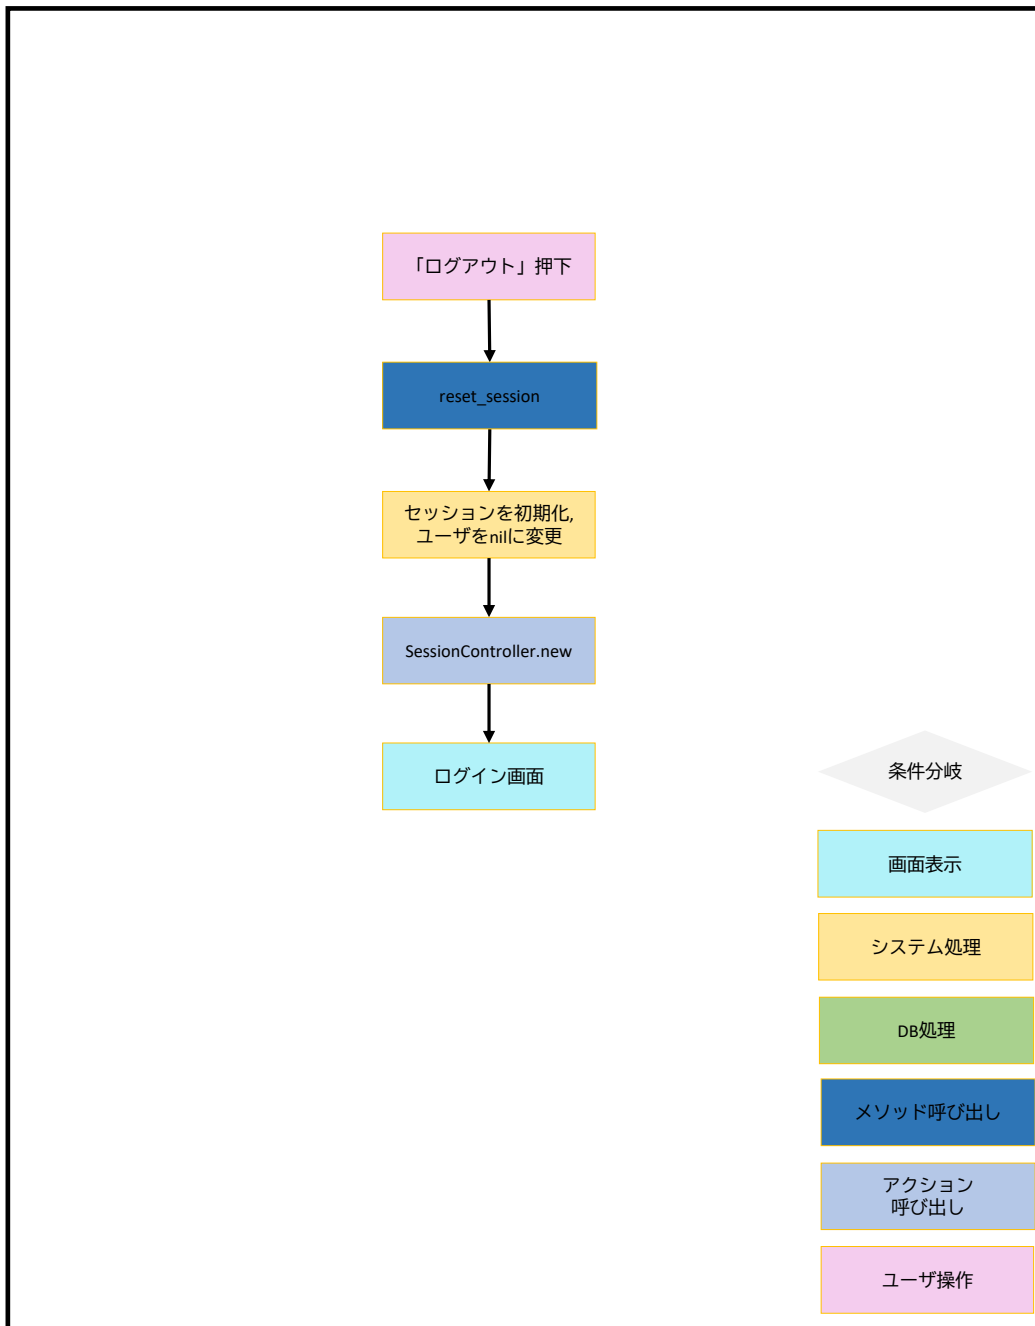 「ログアウト」押下
reset_session
セッションを初期化,
ユーザをnilに変更
SessionController.new
ログイン画面
条件分岐
画面表示
システム処理
DB処理
メソッド呼び出し
アクション
呼び出し
ユーザ操作